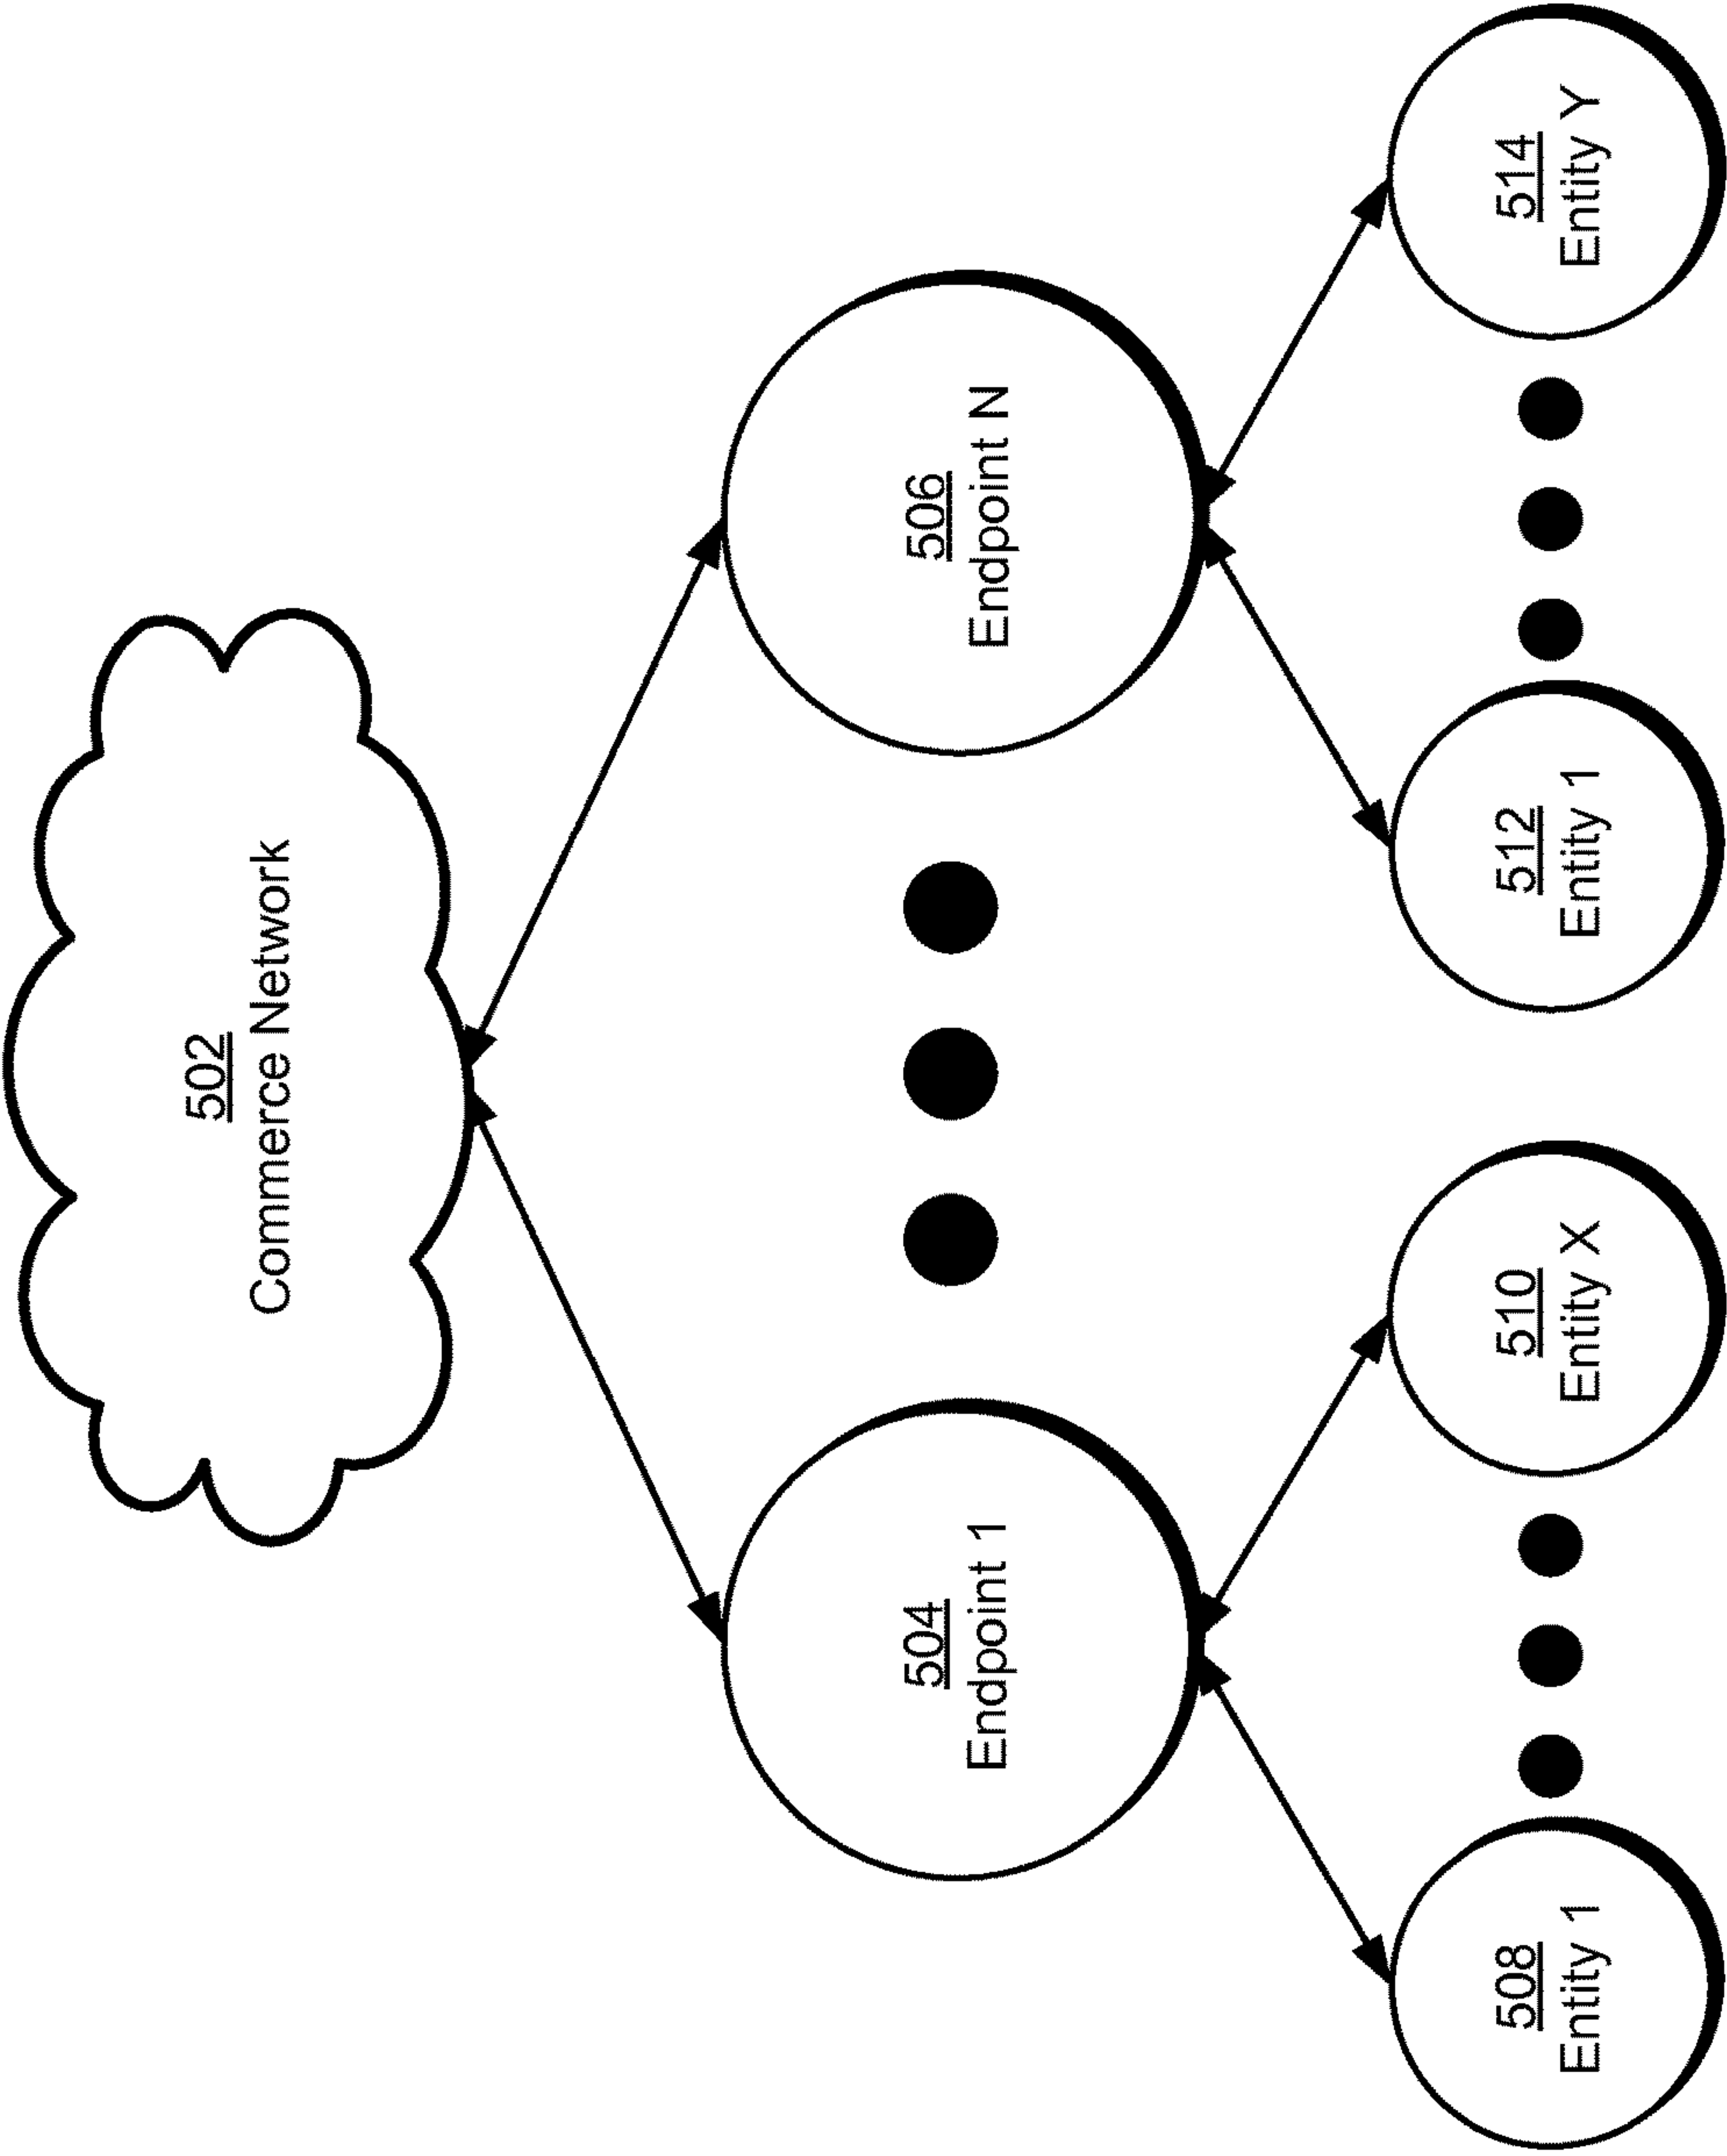 502
Commerce Network
504
Endpoint 1
506
Endpoint N
508
Entity 1
510
Entity X
512
Entity 1
514
Entity Y